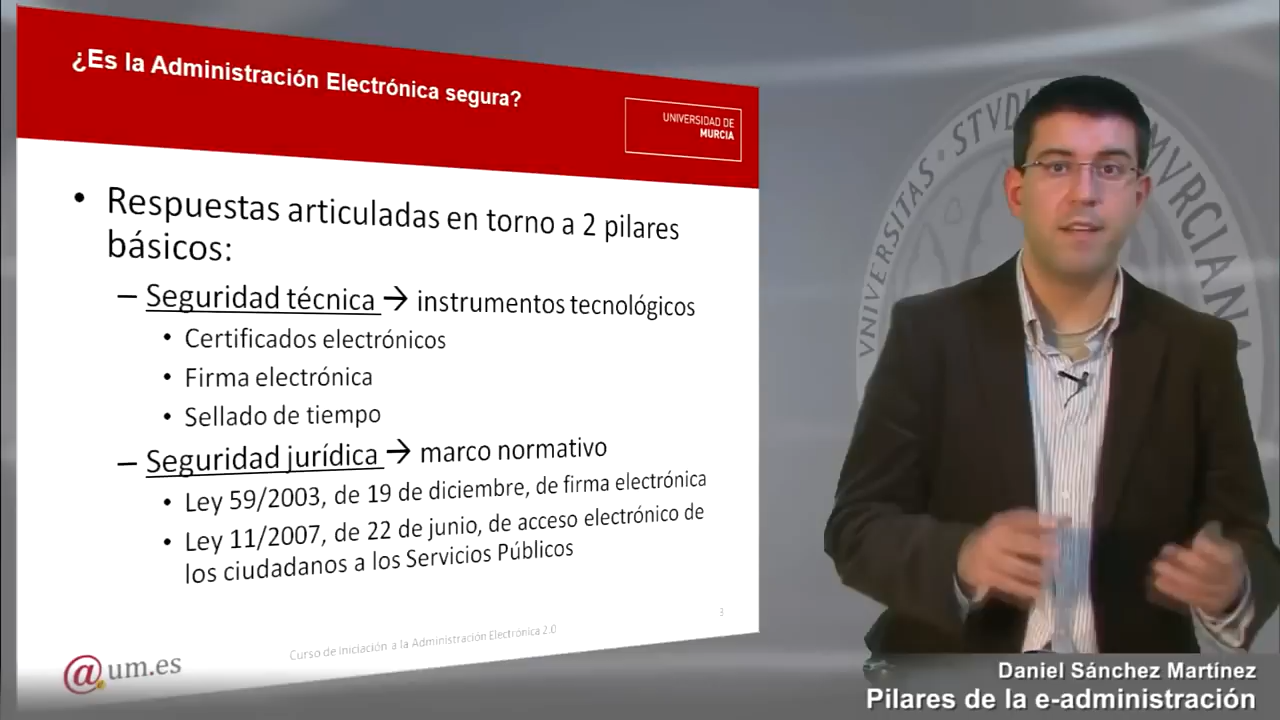 ¿Es la Administración Electrónica segura?
UNIVERSIDAD DE
MURCIA
• Respuestas articuladas en torno a 2 pilares
básicos:
– Seguridad técnica → instrumentos tecnológicos
• Certificados electrónicos
• Firma electrónica
• Sellado de tiempo
– Seguridad jurídica → marco normativo
• Ley 59/2003, de 19 de diciembre, de firma electrónica
• Ley 11/2007, de 22 de junio, de acceso electrónico de
los ciudadanos a los Servicios Públicos
3
Curso de iniciación a la Administración Electrónica 2.0
@um.es
VNIVERSITAS · STVDI MVRCIANA
Daniel Sánchez Martínez
Pilares de la e-administración